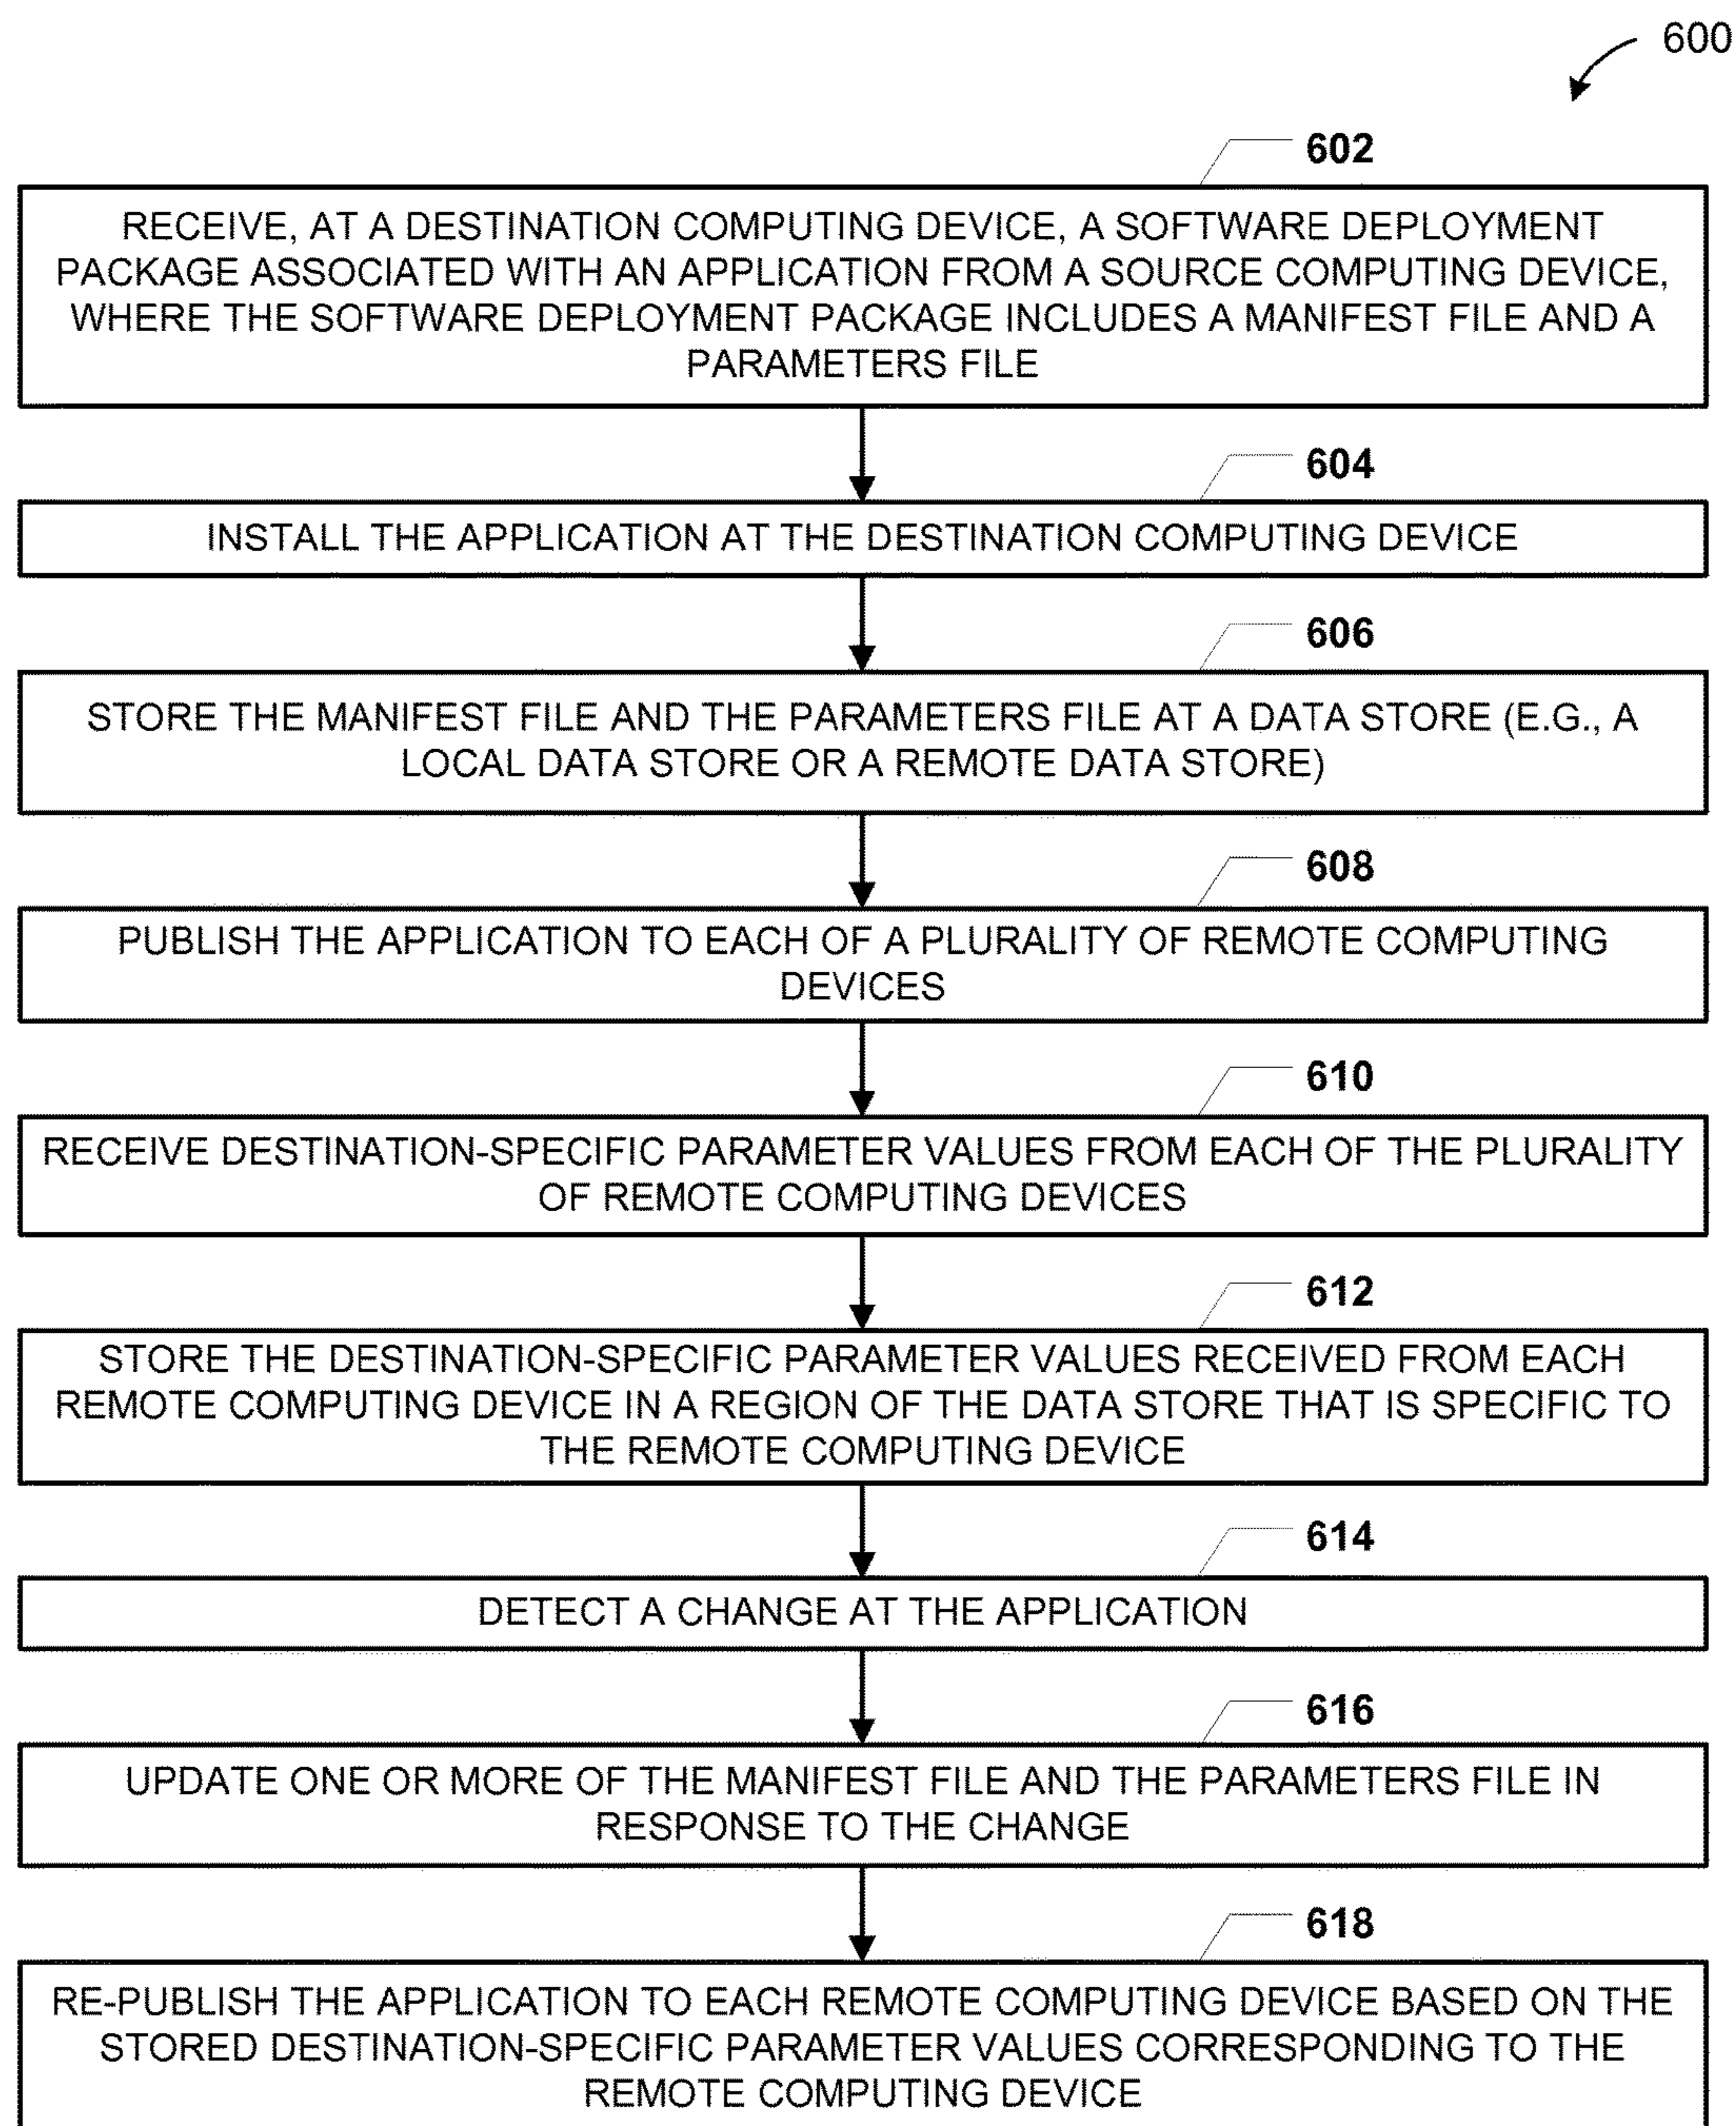 600
602
RECEIVE, AT A DESTINATION COMPUTING DEVICE, A SOFTWARE DEPLOYMENT
PACKAGE ASSOCIATED WITH AN APPLICATION FROM A SOURCE COMPUTING DEVICE,
WHERE THE SOFTWARE DEPLOYMENT PACKAGE INCLUDES A MANIFEST FILE AND A
PARAMETERS FILE
604
INSTALL THE APPLICATION AT THE DESTINATION COMPUTING DEVICE
606
STORE THE MANIFEST FILE AND THE PARAMETERS FILE AT A DATA STORE (E.G., A
LOCAL DATA STORE OR A REMOTE DATA STORE)
608
PUBLISH THE APPLICATION TO EACH OF A PLURALITY OF REMOTE COMPUTING
DEVICES
610
RECEIVE DESTINATION-SPECIFIC PARAMETER VALUES FROM EACH OF THE PLURALITY
OF REMOTE COMPUTING DEVICES
612
STORE THE DESTINATION-SPECIFIC PARAMETER VALUES RECEIVED FROM EACH
REMOTE COMPUTING DEVICE IN A REGION OF THE DATA STORE THAT IS SPECIFIC TO
THE REMOTE COMPUTING DEVICE
614
DETECT A CHANGE AT THE APPLICATION
616
UPDATE ONE OR MORE OF THE MANIFEST FILE AND THE PARAMETERS FILE IN
RESPONSE TO THE CHANGE
618
RE-PUBLISH THE APPLICATION TO EACH REMOTE COMPUTING DEVICE BASED ON THE
STORED DESTINATION-SPECIFIC PARAMETER VALUES CORRESPONDING TO THE
REMOTE COMPUTING DEVICE